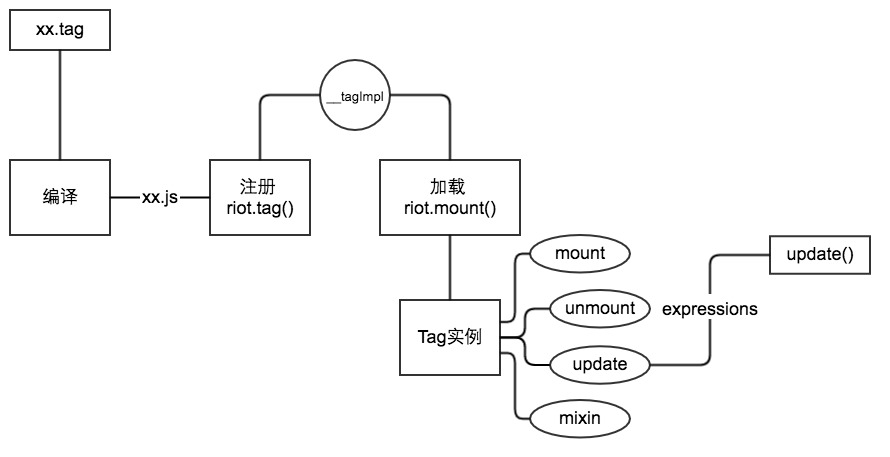 xx.tag
__tagImpl
编译
xx.js
注册
riot.tag()
加载
riot.mount()
mount
update()
unmount
expressions
Tag实例
update
mixin